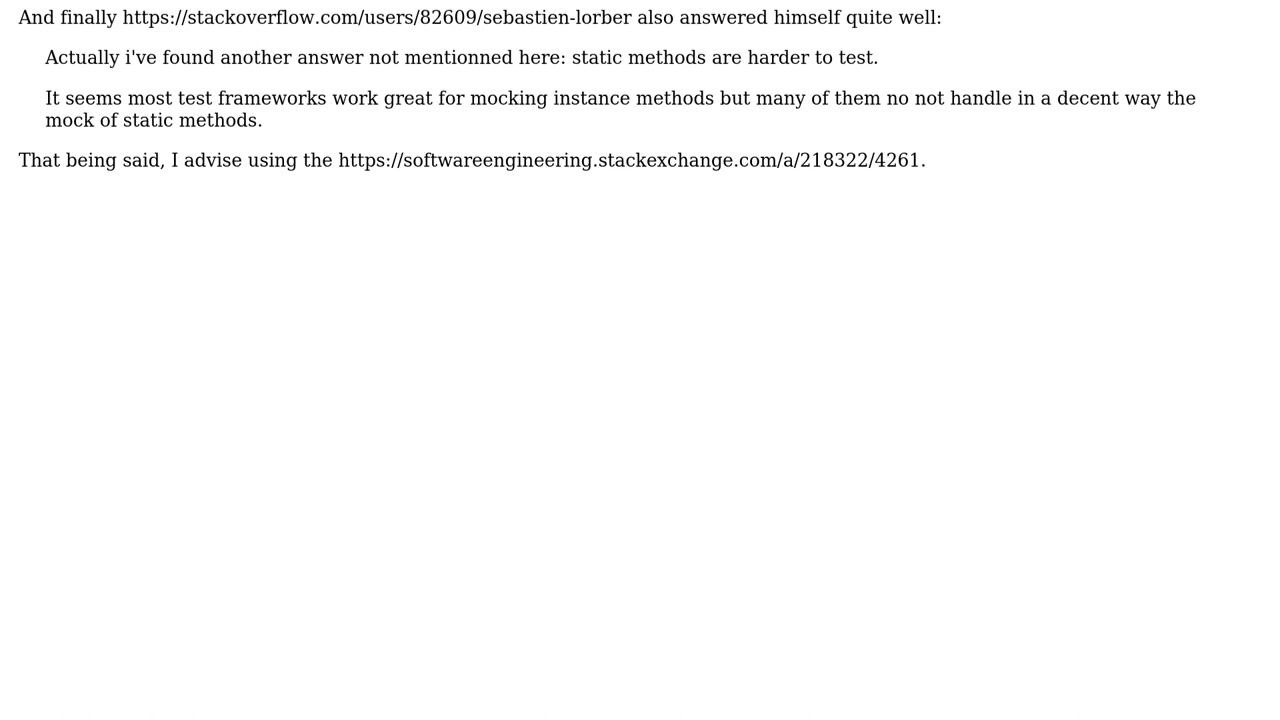 And finally https://stackoverflow.com/users/82609/sebastien-lorber also answered himself quite well:
Actually i've found another answer not mentionned here: static methods are harder to test.
It seems most test frameworks work great for mocking instance methods but many of them no not handle in a decent way the
mock of static methods.
That being said, I advise using the https://softwareengineering.stackexchange.com/a/218322/4261.